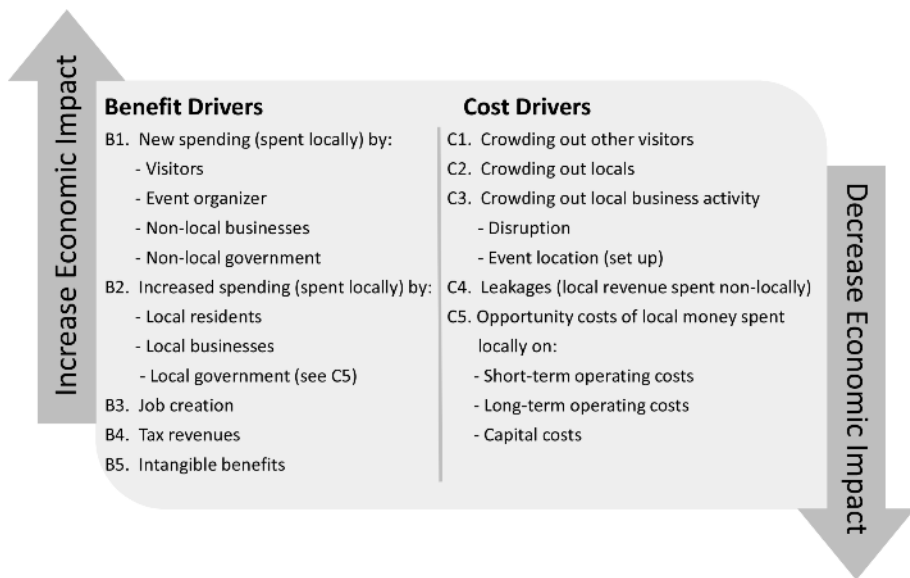 Increase Economic Impact
Benefit Drivers
B1. New spending (spent locally) by:
- Visitors
- Event organizer
- Non-local businesses
- Non-local government
B2. Increased spending (spent locally) by:
- Local residents
- Local businesses
- Local government (see C5)
B3. Job creation
B4. Tax revenues
B5. Intangible benefits
Cost Drivers
C1. Crowding out other visitors
C2. Crowding out locals
C3. Crowding out local business activity
- Disruption
- Event location (set up)
C4. Leakages (local revenue spent non-locally)
C5. Opportunity costs of local money spent
locally on:
- Short-term operating costs
- Long-term operating costs
- Capital costs
Decrease Economic Impact